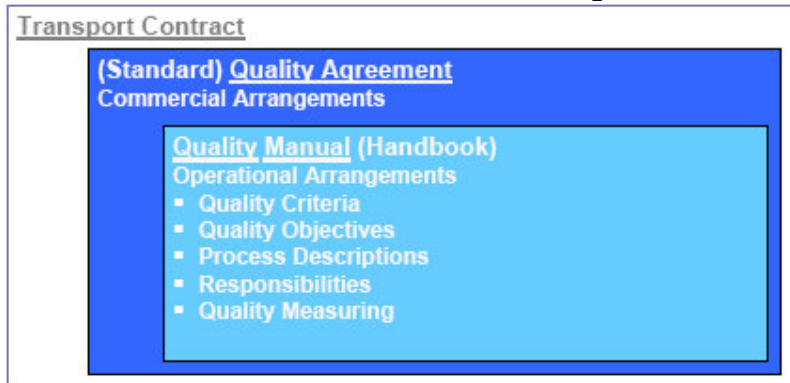 Transport Contract
(Standard) Quality Agreement
Commercial Arrangements
Quality Manual (Handbook)
Operational Arrangements
▪ Quality Criteria
▪ Quality Objectives
▪ Process Descriptions
▪ Responsibilities
▪ Quality Measuring